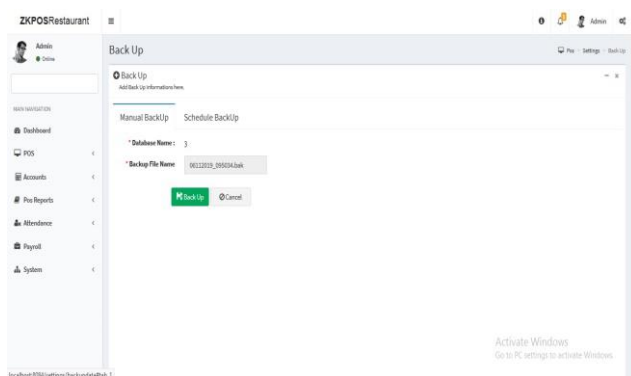 ZKPOSRestaurant
Admin
Admin
Online
Back Up
Pos - Settings - Back Up
Back Up
Add Back Up informations here.
MAIN NAVIGATION
Manual BackUp Schedule BackUp
Dashboard
* Database Name : 3
POS
* Backup File Name 06112019_095034.bak
Accounts
Pos Reports
Back Up Cancel
Attendance
Payroll
System
Activate Windows
Go to PC settings to activate Windows.